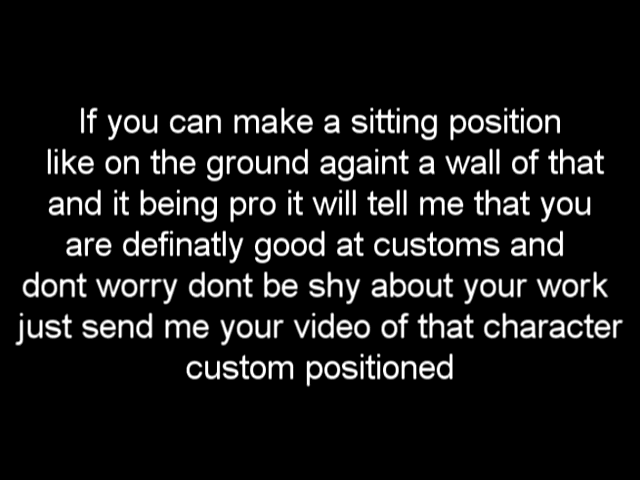 If you can make a sitting position
like on the ground againt a wall of that
and it being pro it will tell me that you
are definatly good at customs and
dont worry dont be shy about your work
just send me your video of that character
custom positioned